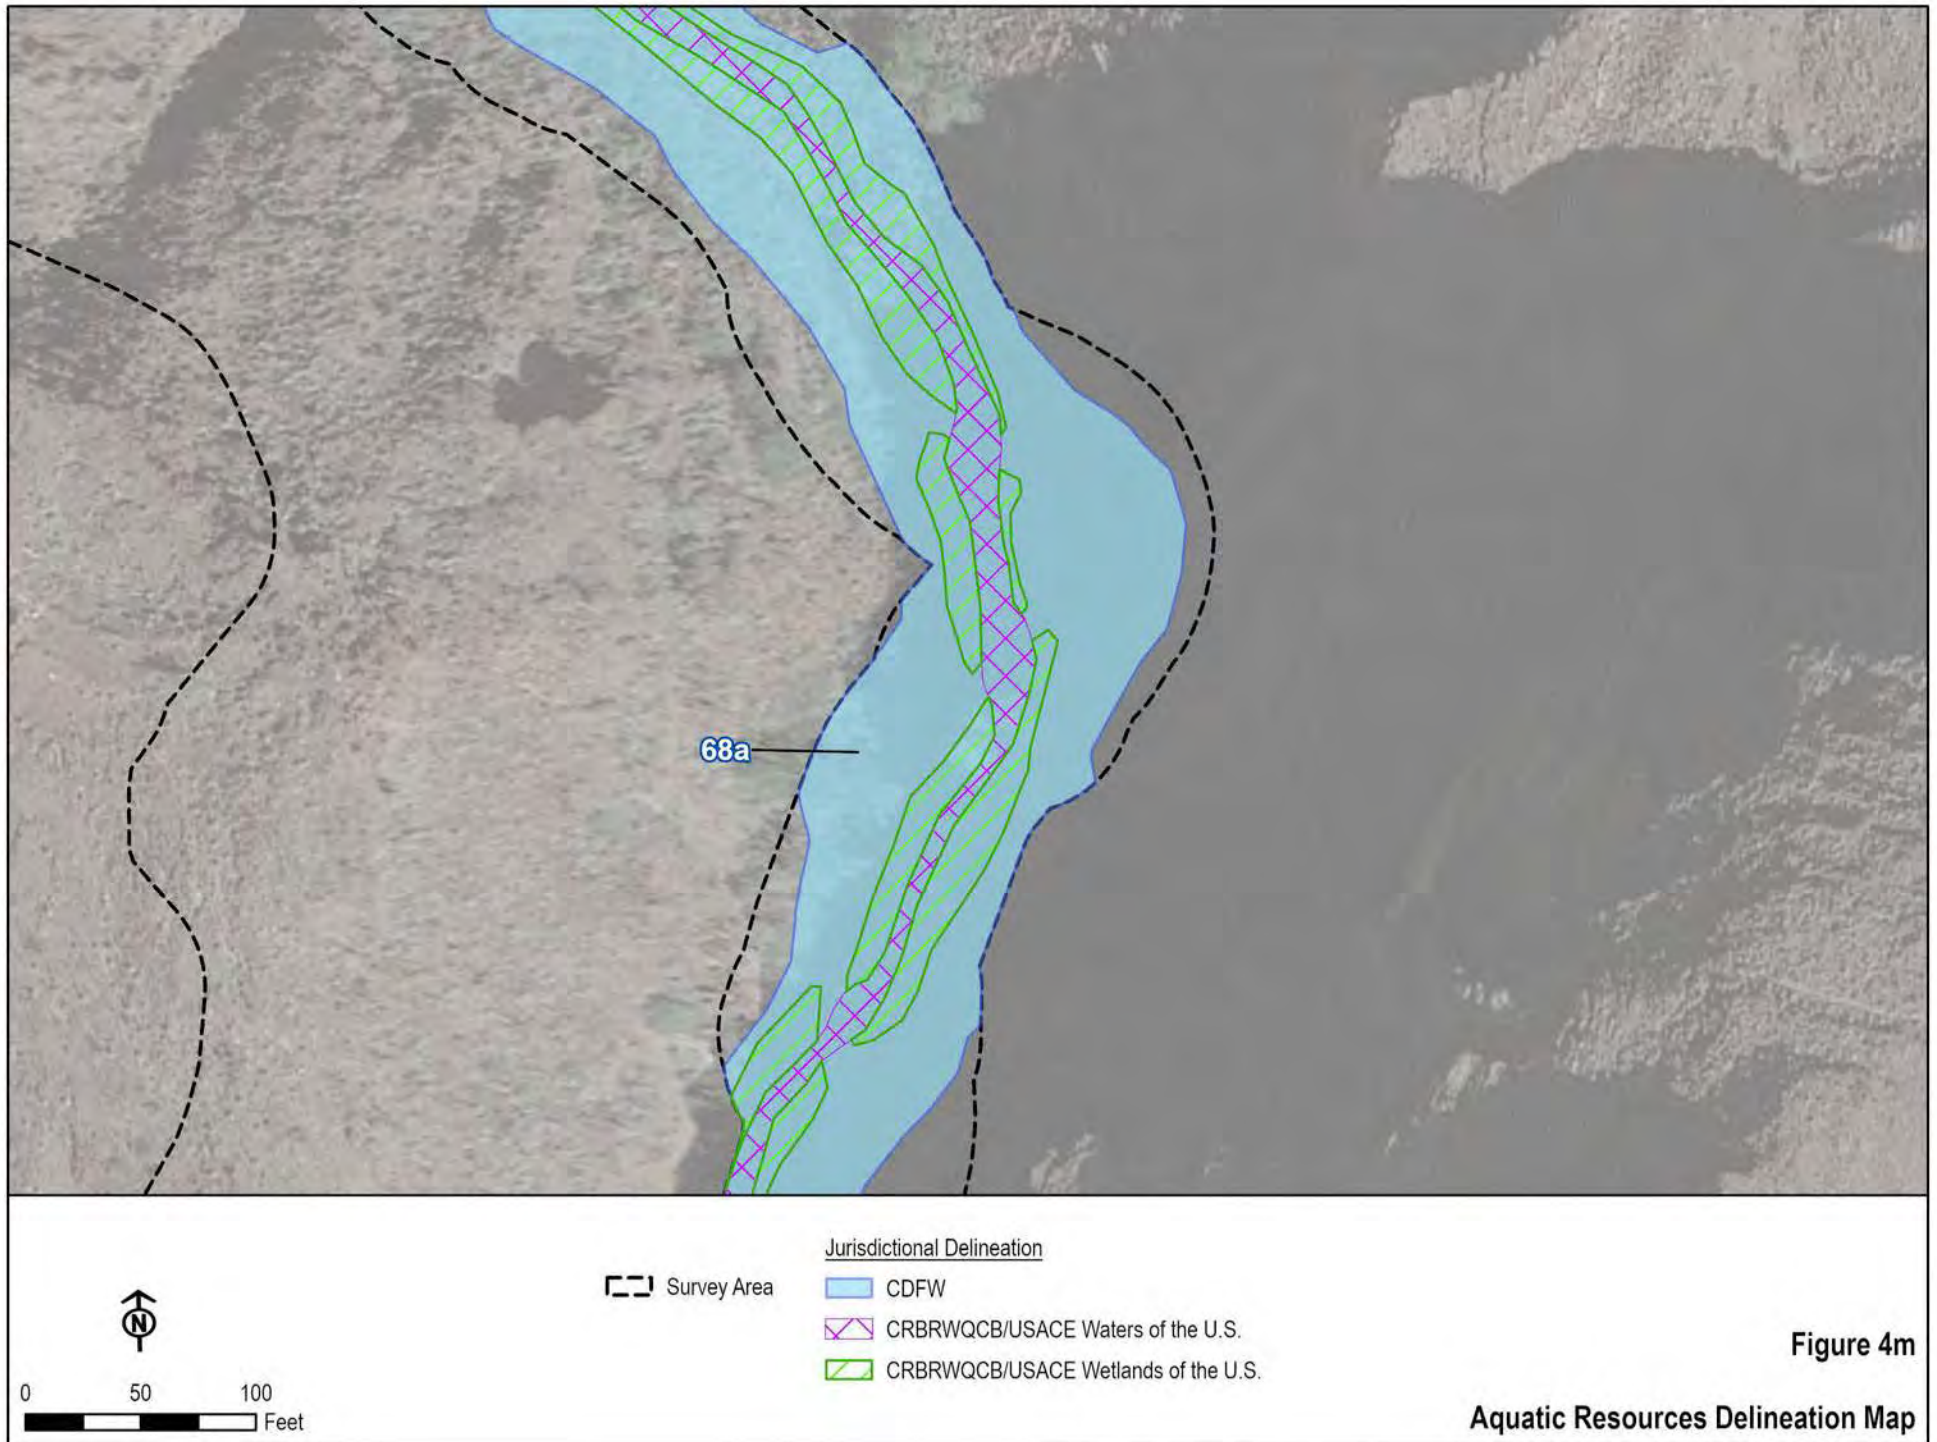 68a
Jurisdictional Delineation
Survey Area
CDFW
CRBRWQCB/USACE Waters of the U.S.
CRBRWQCB/USACE Wetlands of the U.S.
N
0 50 100
Feet
Figure 4m
Aquatic Resources Delineation Map